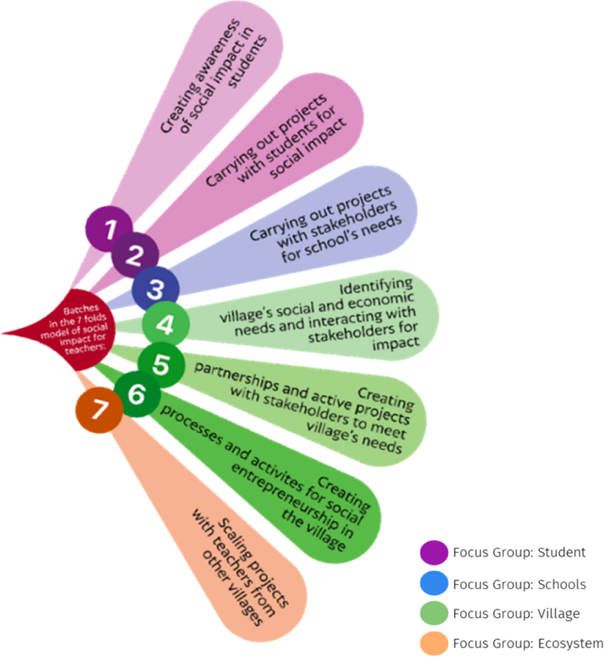 Batches
in the 7 folds
model of social
impact for
teachers:
1
Creating awareness
of social impact in
students
2
Carrying out projects
with students for
social impact
3
Carrying out projects
with stakeholders
for school's needs
4
Identifying
village's social and economic
needs and interacting with
stakeholders for
impact
5
Creating
partnerships and active projects
with stakeholders to meet
village's needs
6
Creating
processes and activites for social
entrepreneurship in
the village
7
Scaling projects
with teachers from
other villages
Focus Group: Student
Focus Group: Schools
Focus Group: Village
Focus Group: Ecosystem